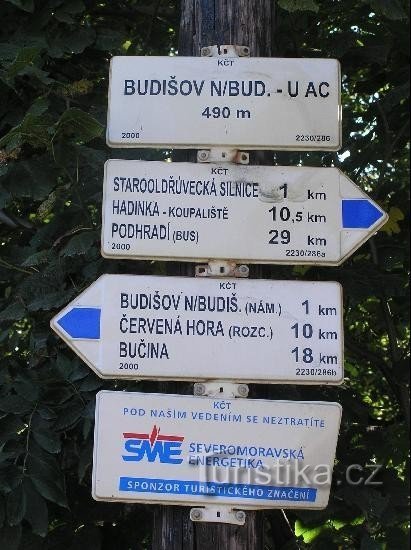 KČT
BUDIŠOV N/BUD. - U AC
490 m
2000 2230/286
KČT
STAROOLDŘŮVECKÁ SILNICE 1 km
HADINKA - KOUPALIŠTĚ 10,5 km
PODHRADÍ (BUS) 29 km
2000 2230/286a
KČT
BUDIŠOV N/BUDIŠ. (NÁM.) 1 km
ČERVENÁ HORA (ROZC.) 10 km
BUČINA 18 km
2000 2230/286b
KČT
POD NAŠÍM VEDENÍM SE NEZTRATÍTE
SME SEVEROMORAVSKÁ
ENERGETIKA
turistika.cz
SPONZOR TURISTICKÉHO ZNAČENÍ